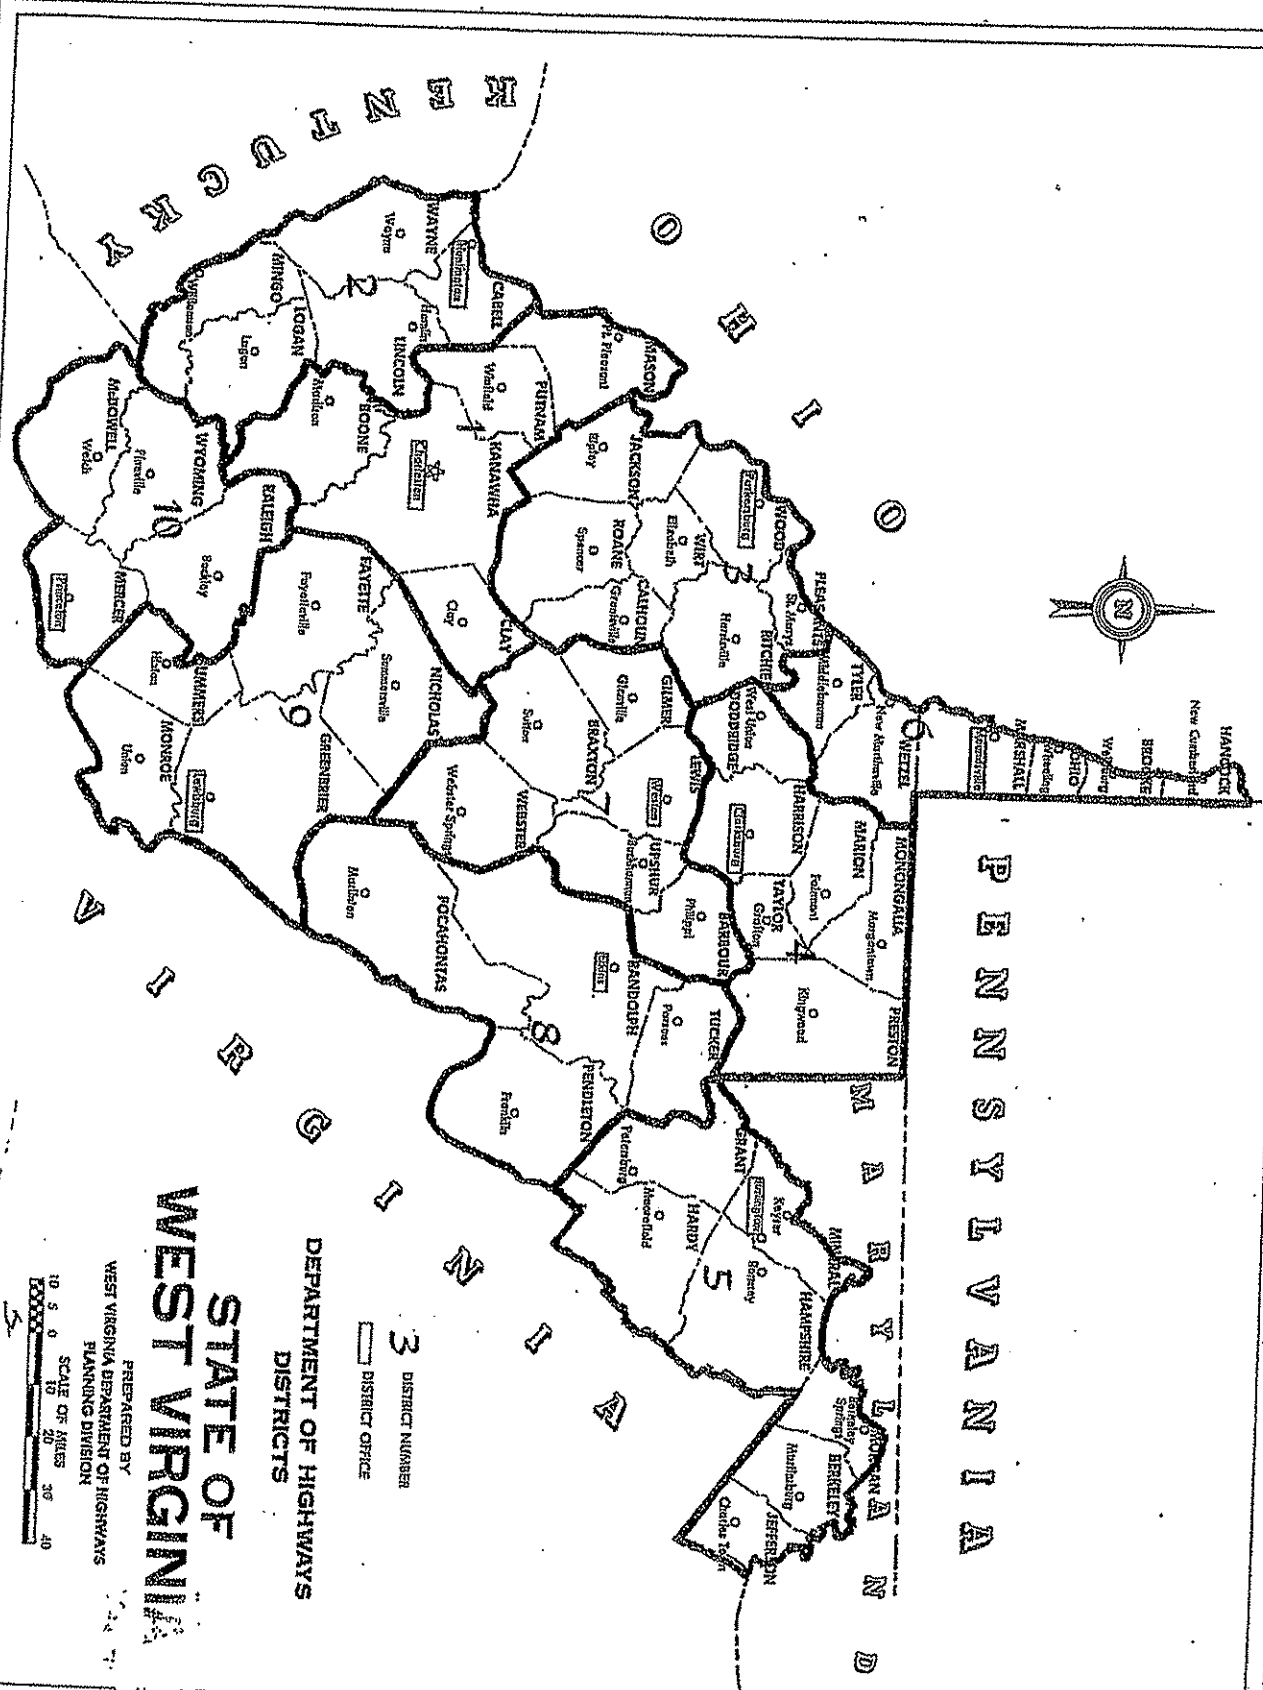 KENTUCKY
OHIO
PENNSYLVANIA
MARYLAND
VIRGINIA
N
HANCOCK
New Cumberland
BROOKE
Wellsburg
OHIO
Wheeling
MARSHALL
Moundsville
6
WETZEL
New Martinsville
TYLER
Middlebourne
PLEASANTS
St. Marys
WOOD
Parkersburg
3
WIRT
Elizabeth
RITCHIE
Harrisville
JACKSON
Ripley
ROANE
Spencer
CALHOUN
Grantsville
MASON
Pt. Pleasant
PUTNAM
Winfield
1
KANAWHA
Charleston
BOONE
Madison
CLAY
Clay
CABELL
Huntington
WAYNE
Wayne
2
LINCOLN
Hamlin
MINGO
Williamson
LOGAN
Logan
McDOWELL
Welch
WYOMING
Pineville
10
RALEIGH
Beckley
MERCER
Princeton
FAYETTE
Fayetteville
NICHOLAS
Summersville
9
GREENBRIER
Lewisburg
SUMMERS
Hinton
MONROE
Union
GILMER
Glenville
BRAXTON
Sutton
7
LEWIS
Weston
UPSHUR
Buckhannon
WEBSTER
Webster Springs
BARBOUR
Philippi
DODDRIDGE
West Union
HARRISON
Clarksburg
MARION
Fairmont
MONONGALIA
Morgantown
TAYLOR
Grafton
4
PRESTON
Kingwood
TUCKER
Parsons
RANDOLPH
Elkins
8
POCAHONTAS
Marlinton
PENDLETON
Franklin
GRANT
Petersburg
HARDY
Moorefield
MINERAL
Keyser
Burlington
5
HAMPSHIRE
Romney
MORGAN
Berkeley
Springs
BERKELEY
Martinsburg
JEFFERSON
Charles Town
3 DISTRICT NUMBER
DISTRICT OFFICE
DEPARTMENT OF HIGHWAYS
DISTRICTS
STATE OF
WEST VIRGINIA
PREPARED BY
WEST VIRGINIA DEPARTMENT OF HIGHWAYS
PLANNING DIVISION
SCALE OF MILES
10 5 0 10 20 30 40